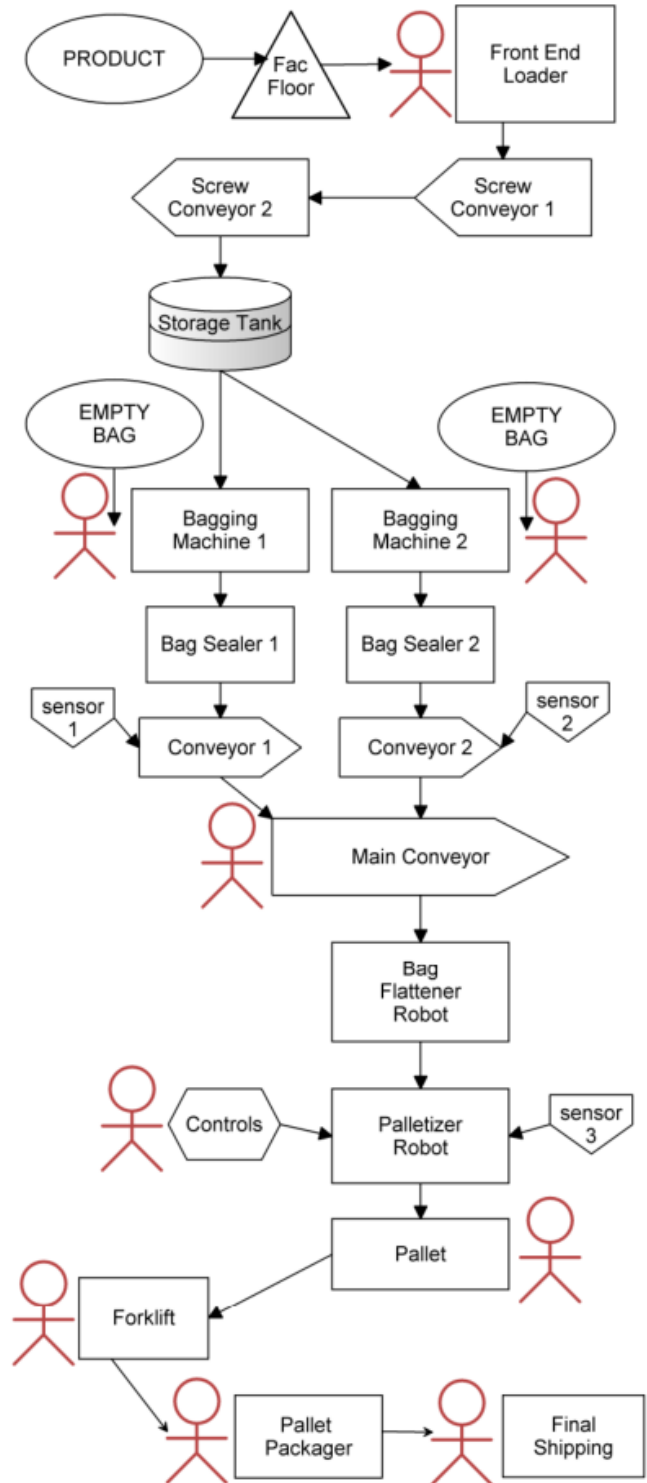 PRODUCT
Fac
Floor
Front End
Loader
Screw
Conveyor 2
Screw
Conveyor 1
Storage Tank
EMPTY
BAG
EMPTY
BAG
Bagging
Machine 1
Bagging
Machine 2
Bag Sealer 1
Bag Sealer 2
sensor
1
Conveyor 1
Conveyor 2
sensor
2
Main Conveyor
Bag
Flattener
Robot
Controls
Palletizer
Robot
sensor
3
Pallet
Forklift
Pallet
Packager
Final
Shipping